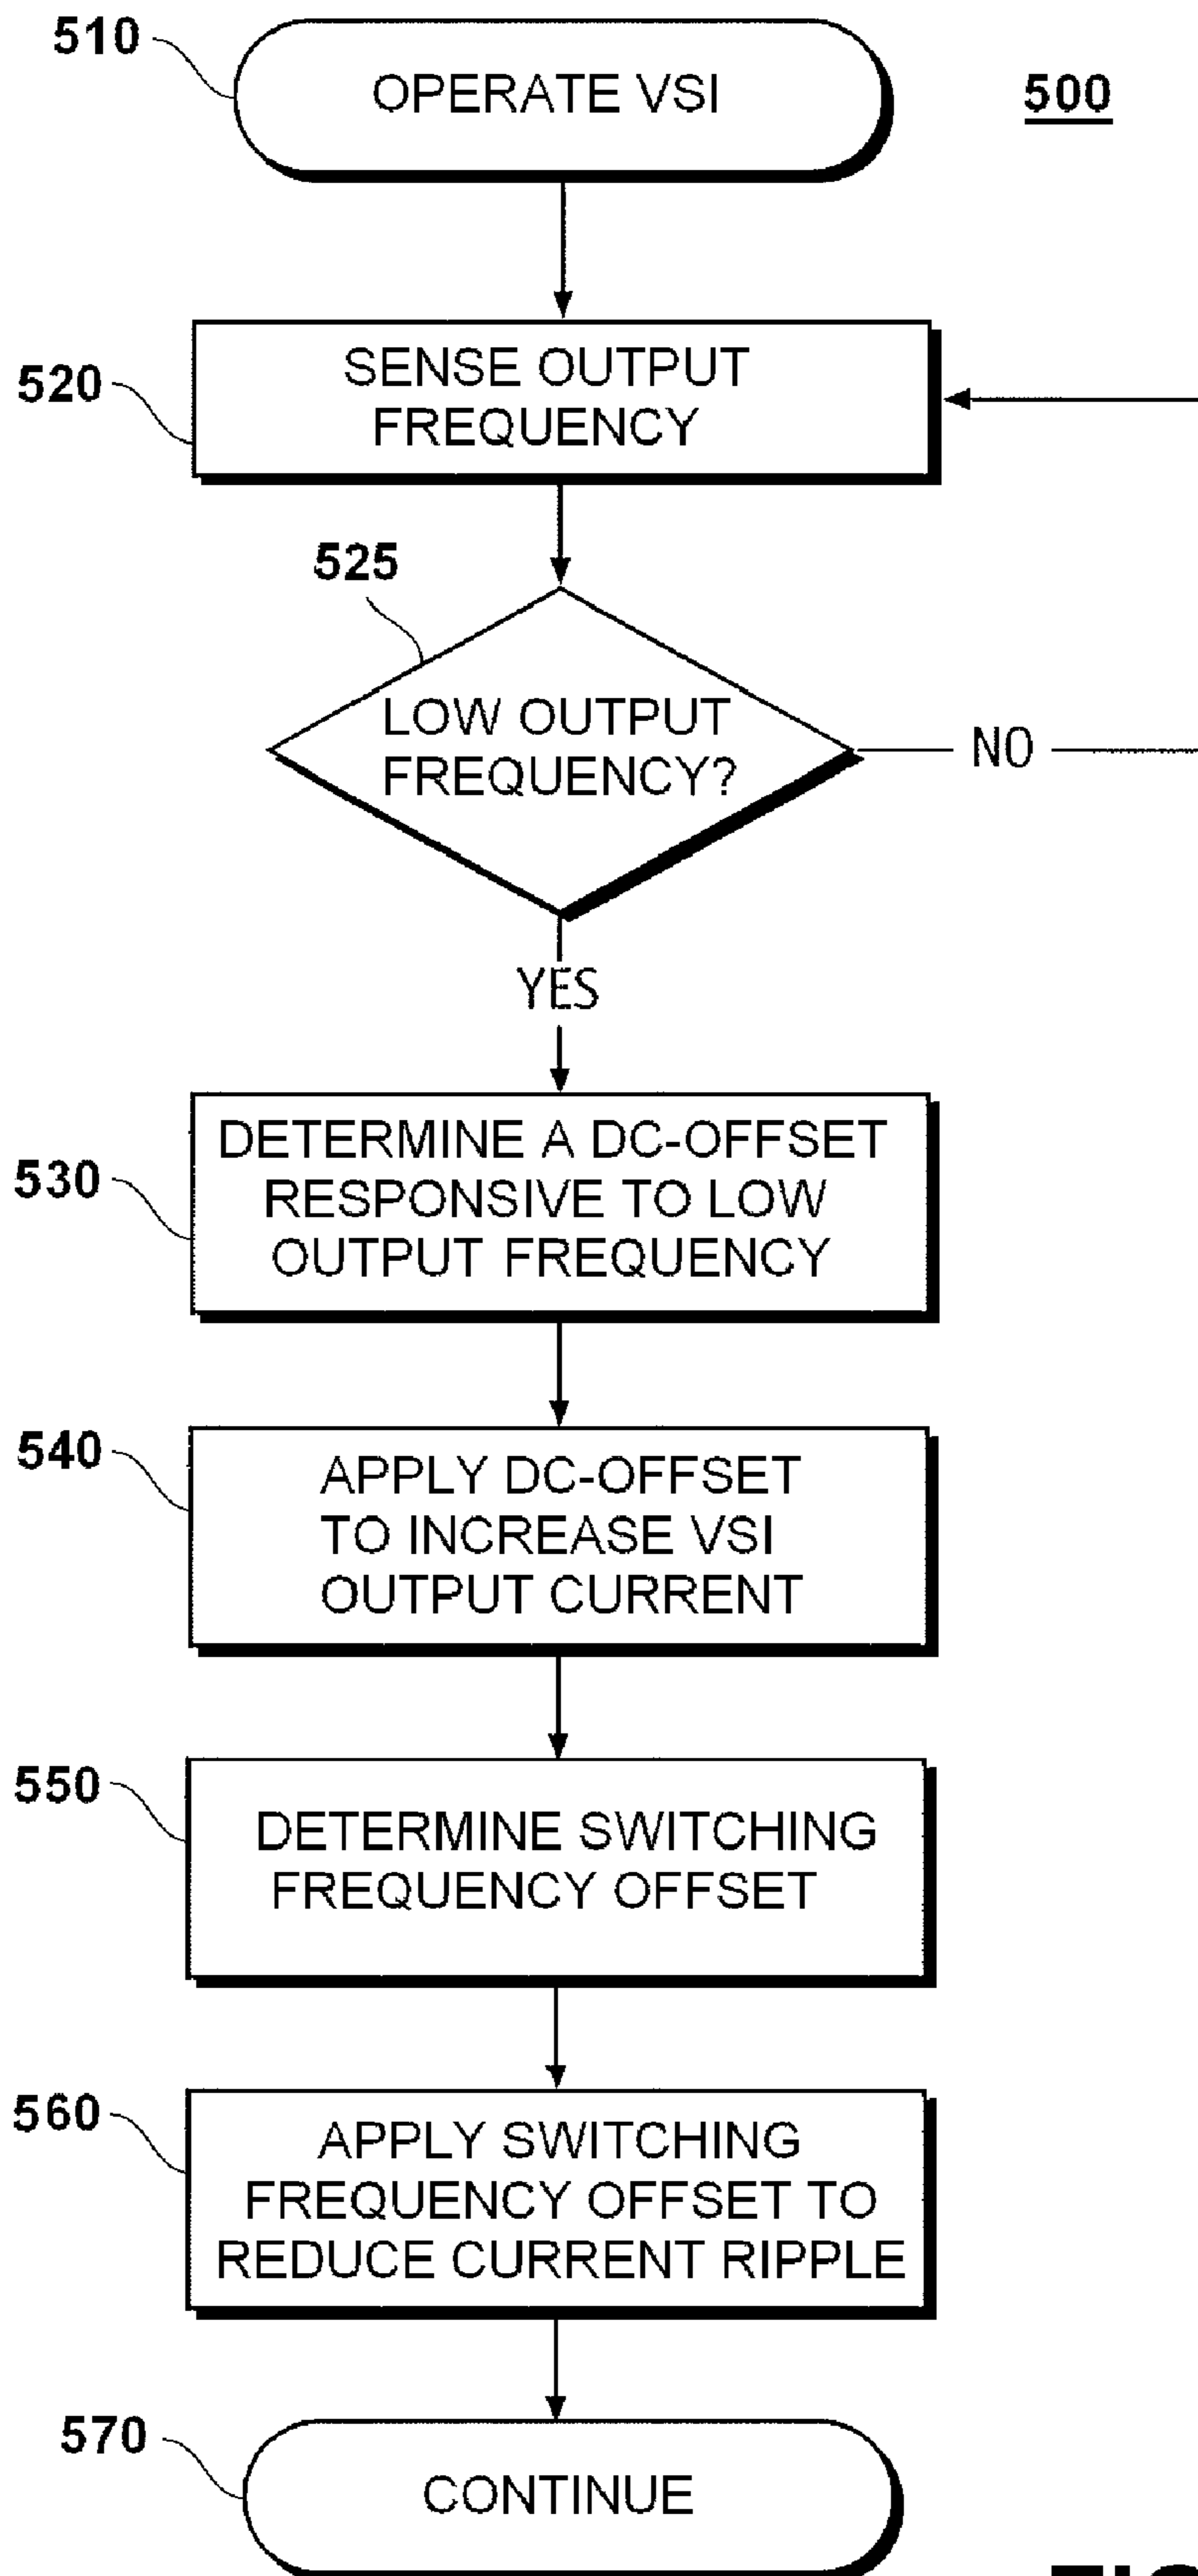 510
OPERATE VSI
500
520
SENSE OUTPUT
FREQUENCY
525
LOW OUTPUT
FREQUENCY?
NO
YES
530
DETERMINE A DC-OFFSET
RESPONSIVE TO LOW
OUTPUT FREQUENCY
540
APPLY DC-OFFSET
TO INCREASE VSI
OUTPUT CURRENT
550
DETERMINE SWITCHING
FREQUENCY OFFSET
560
APPLY SWITCHING
FREQUENCY OFFSET TO
REDUCE CURRENT RIPPLE
570
CONTINUE